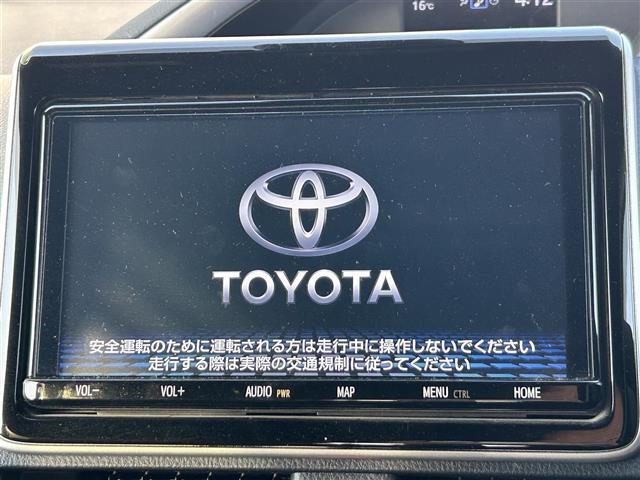 16℃
4:12
TOYOTA
安全運転のために運転される方は走行中に操作しないでください
走行する際は実際の交通規制に従ってください
VOL− VOL+ AUDIO PWR MAP MENU CTRL HOME